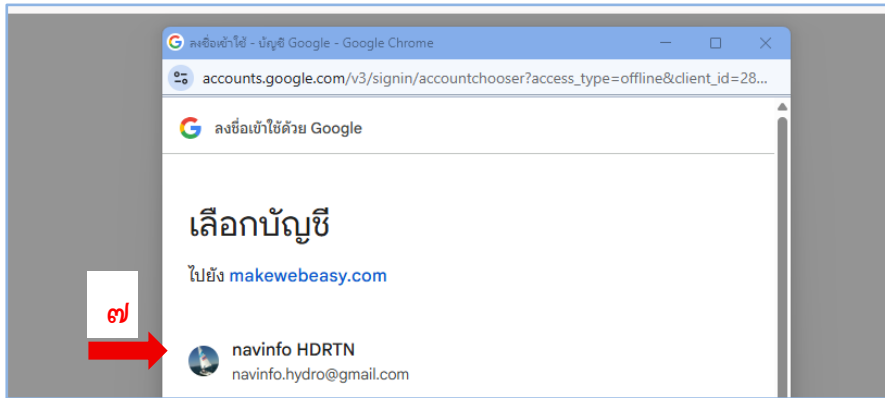 ลงชื่อเข้าใช้ - บัญชี Google - Google Chrome
accounts.google.com/v3/signin/accountchooser?access_type=offline&client_id=28...
ลงชื่อเข้าใช้ด้วย Google
เลือกบัญชี
ไปยัง makewebeasy.com
๗
navinfo HDRTN
navinfo.hydro@gmail.com